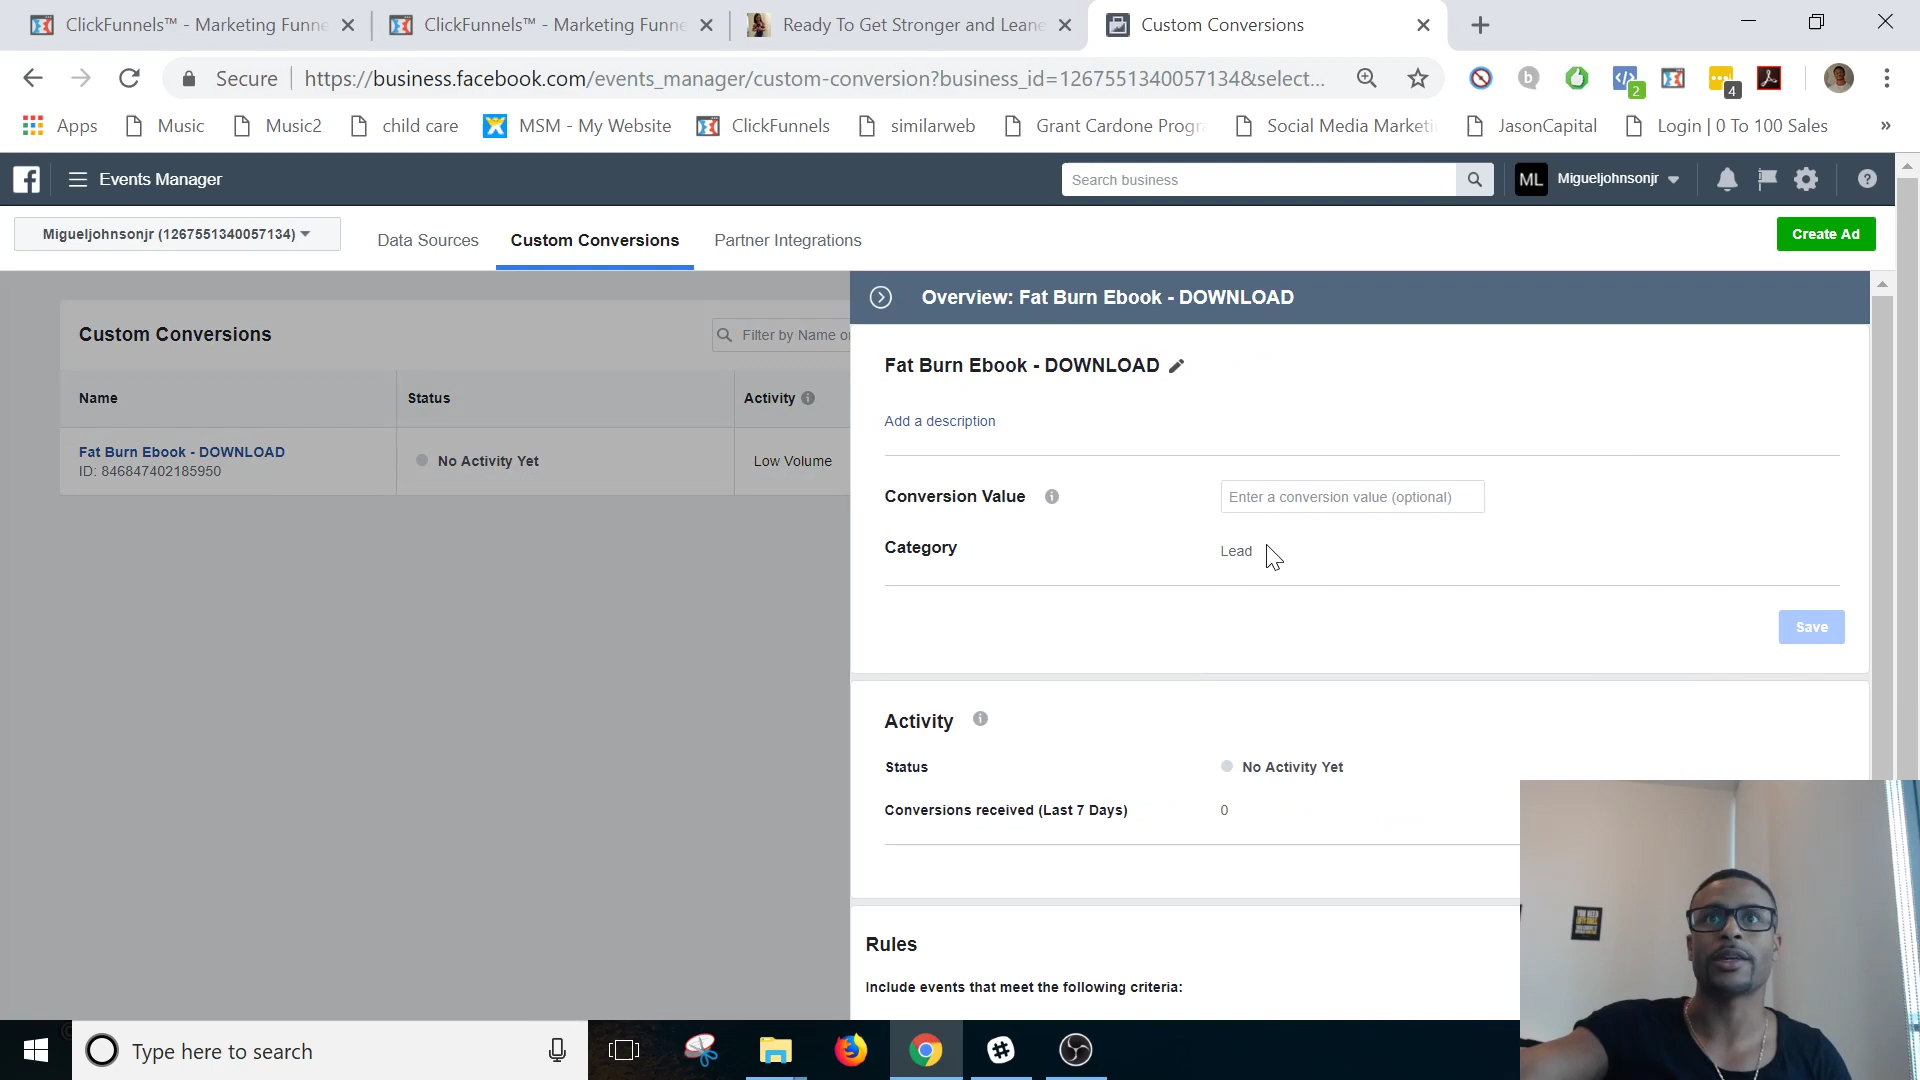 ClickFunnels™ - Marketing Funne
ClickFunnels™ - Marketing Funne
Ready To Get Stronger and Leane
Custom Conversions
Secure
https://business.facebook.com/events_manager/custom-conversion?business_id=1267551340057134&select...
2
4
Apps
Music
Music2
child care
MSM - My Website
ClickFunnels
similarweb
Grant Cardone Progra
Social Media Marketi
JasonCapital
Login | 0 To 100 Sales
»
Events Manager
Search business
ML
Migueljohnsonjr
Migueljohnsonjr (1267551340057134)
Data Sources
Custom Conversions
Partner Integrations
Create Ad
Custom Conversions
Filter by Name or
Name
Status
Activity
Fat Burn Ebook - DOWNLOAD
ID: 846847402185950
No Activity Yet
Low Volume
Overview: Fat Burn Ebook - DOWNLOAD
Fat Burn Ebook - DOWNLOAD
Add a description
Conversion Value
Enter a conversion value (optional)
Category
Lead
Save
Activity
Status
No Activity Yet
Conversions received (Last 7 Days)
0
Rules
Include events that meet the following criteria:
Type here to search